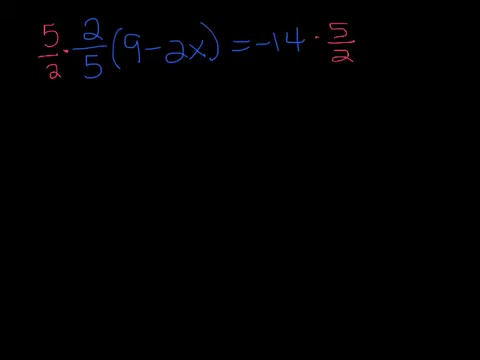 5/2 · 2/5 (9 - 2x) = -14 · 5/2